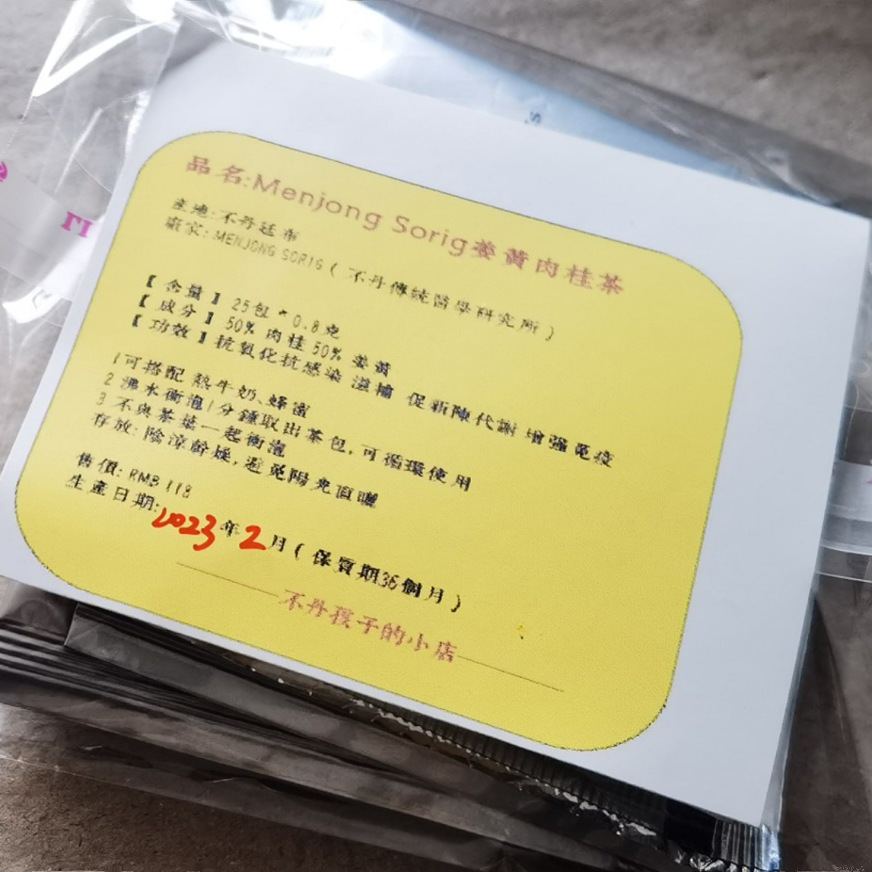 品名:Menjong Sorig姜黃肉桂茶
産地:不丹廷布
廠家:MENJONG SORIG(不丹傳統醫學研究所)
【含量】25包*0.8克
【成分】50%肉桂50%姜黃
【功效】抗氧化抗感染 滋補 促新陳代謝 增強免疫
1可搭配 熱牛奶、蜂蜜
2沸水衝泡1分鍾取出茶包,可循環使用
3不與茶葉一起衝泡
存放:陰涼幹燥,避免陽光直曬
售價:RMB 118
生産日期:2023年2月(保質期36個月)
不丹孩子的小店